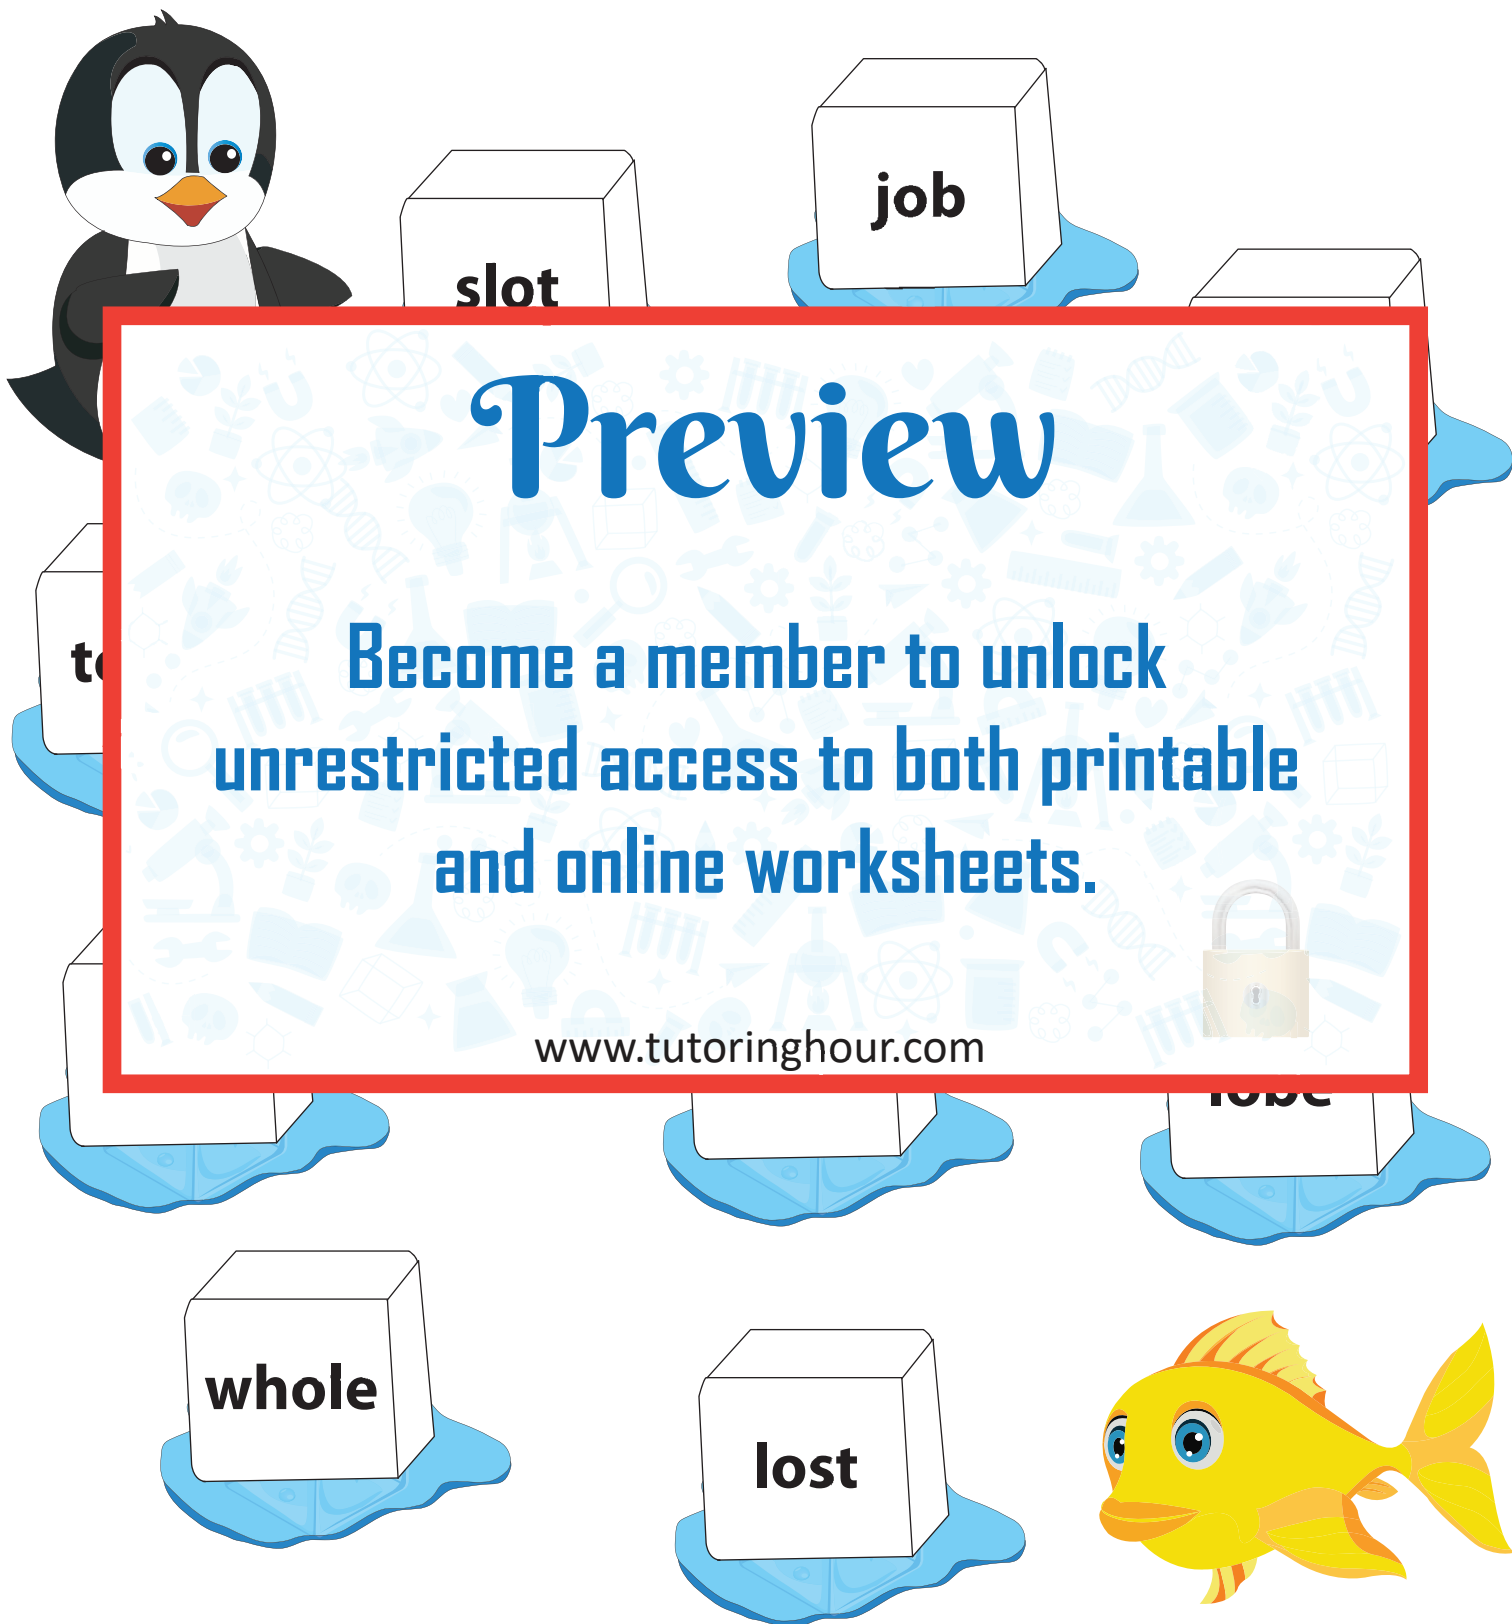 job
slot
Preview
Become a member to unlock
unrestricted access to both printable
and online worksheets.
www.tutoringhour.com
whole
lost